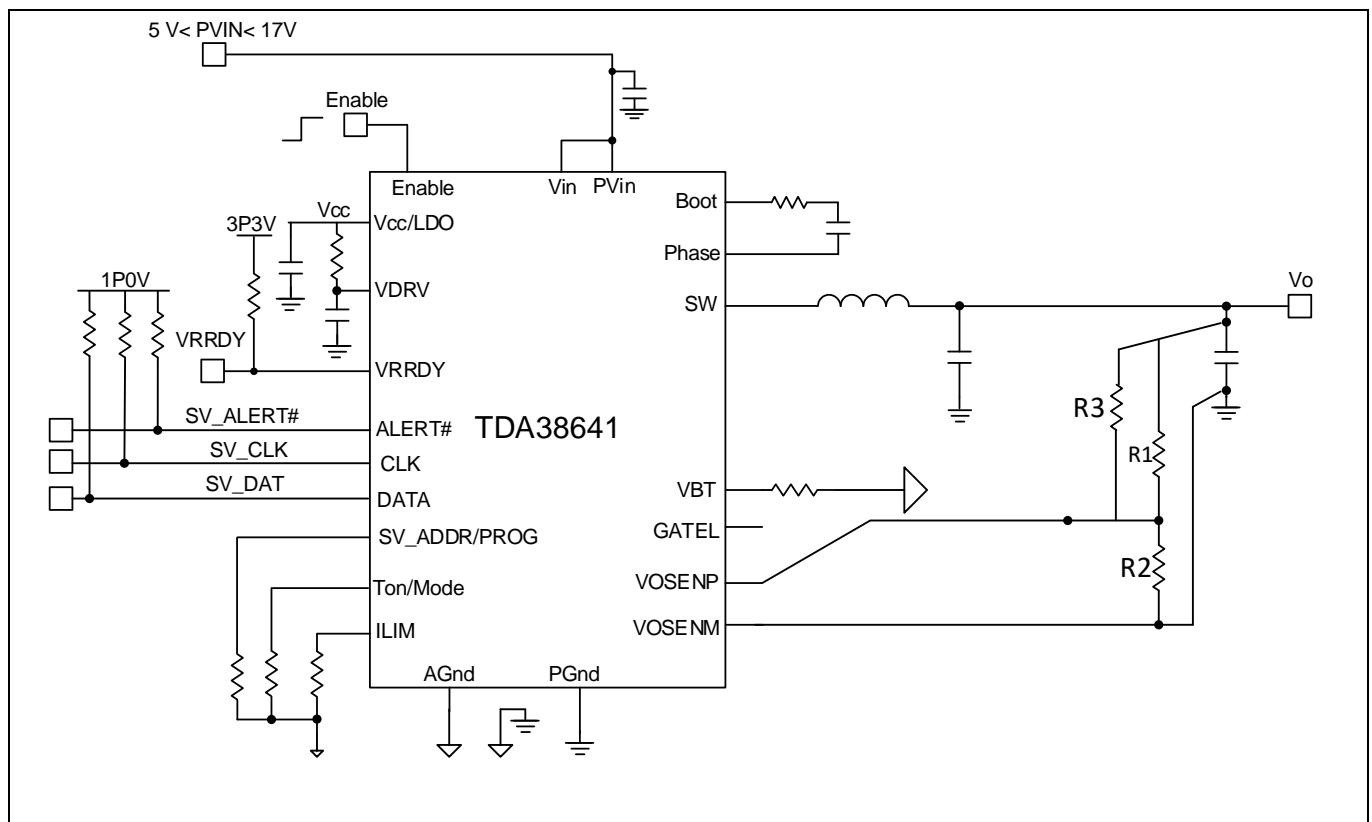 5 V< PVIN< 17V
Enable
Enable
Vin
PVin
Boot
Vcc
Vcc/LDO
3P3V
Phase
1P0V
VDRV
SW
Vo
VRRDY
VRRDY
R3
SV_ALERT#
ALERT#
TDA38641
R1
SV_CLK
CLK
SV_DAT
DATA
VBT
GATEL
SV_ADDR/PROG
R2
VOSENP
Ton/Mode
VOSENM
ILIM
AGnd
PGnd